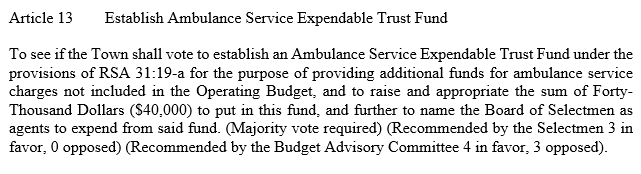 Article 13 Establish Ambulance Service Expendable Trust Fund
To see if the Town shall vote to establish an Ambulance Service Expendable Trust Fund under the
provisions of RSA 31:19-a for the purpose of providing additional funds for ambulance service
charges not included in the Operating Budget, and to raise and appropriate the sum of Forty-
Thousand Dollars ($40,000) to put in this fund, and further to name the Board of Selectmen as
agents to expend from said fund. (Majority vote required) (Recommended by the Selectmen 3 in
favor, 0 opposed) (Recommended by the Budget Advisory Committee 4 in favor, 3 opposed).